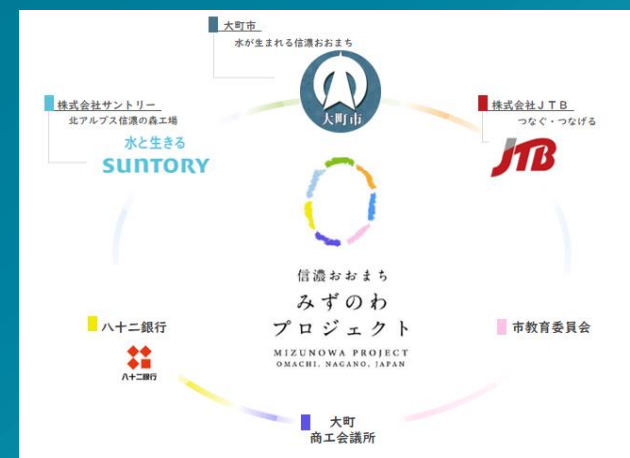 大町市
水が生まれる信濃おおまち
大町市
株式会社サントリー
北アルプス信濃の森工場
水と生きる
SUNTORY
株式会社JTB
つなぐ・つなげる
JTB
信濃おおまち
みずのわ
プロジェクト
MIZUNOWA PROJECT
OMACHI, NAGANO, JAPAN
八十二銀行
八十二銀行
市教育委員会
大町
商工会議所